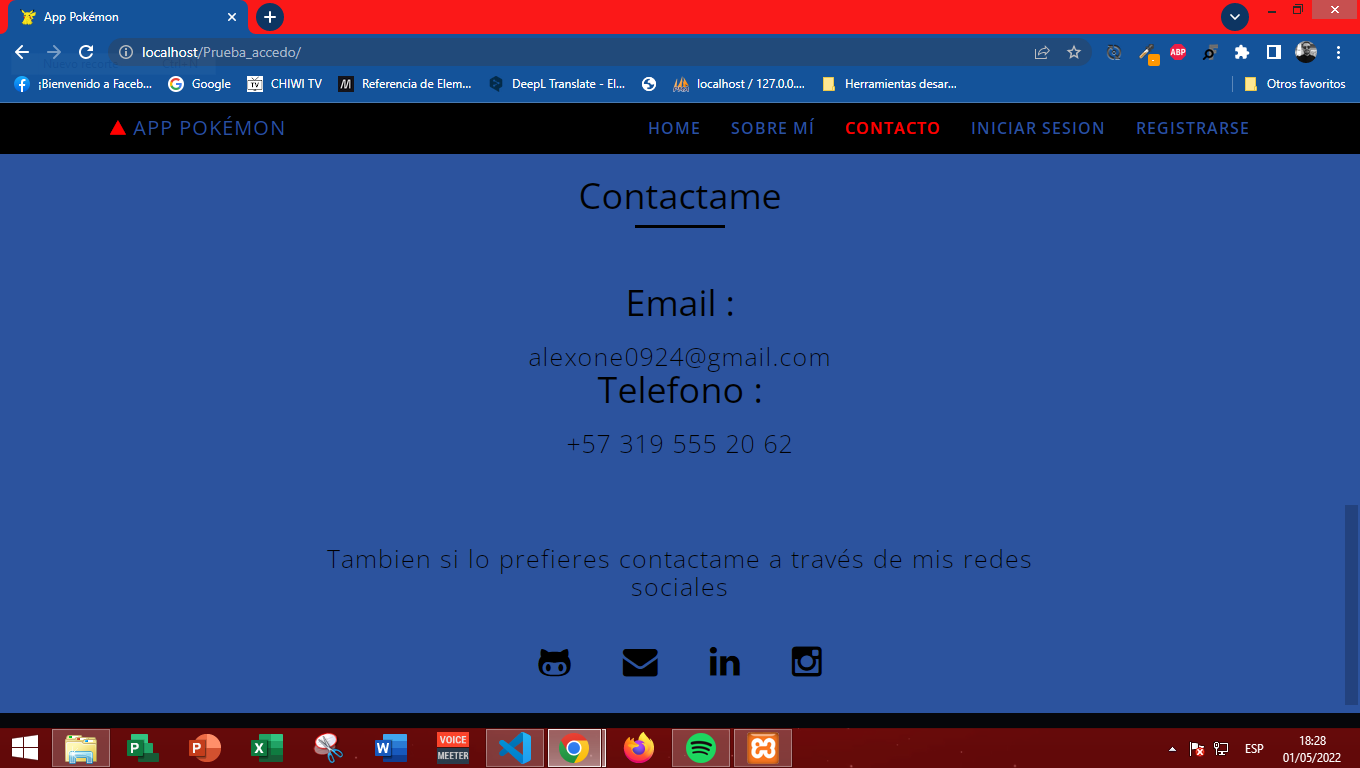 App Pokémon
localhost/Prueba_accedo/
¡Bienvenido a Faceb...
Google
CHIWI TV
Referencia de Elem...
DeepL Translate - El...
localhost / 127.0.0....
Herramientas desar...
Otros favoritos
APP POKÉMON
HOME
SOBRE MÍ
CONTACTO
INICIAR SESION
REGISTRARSE
Contactame
Email :
alexone0924@gmail.com
Telefono :
+57 319 555 20 62
Tambien si lo prefieres contactame a través de mis redes
sociales
VOICE
MEETER
ESP
18:28
01/05/2022